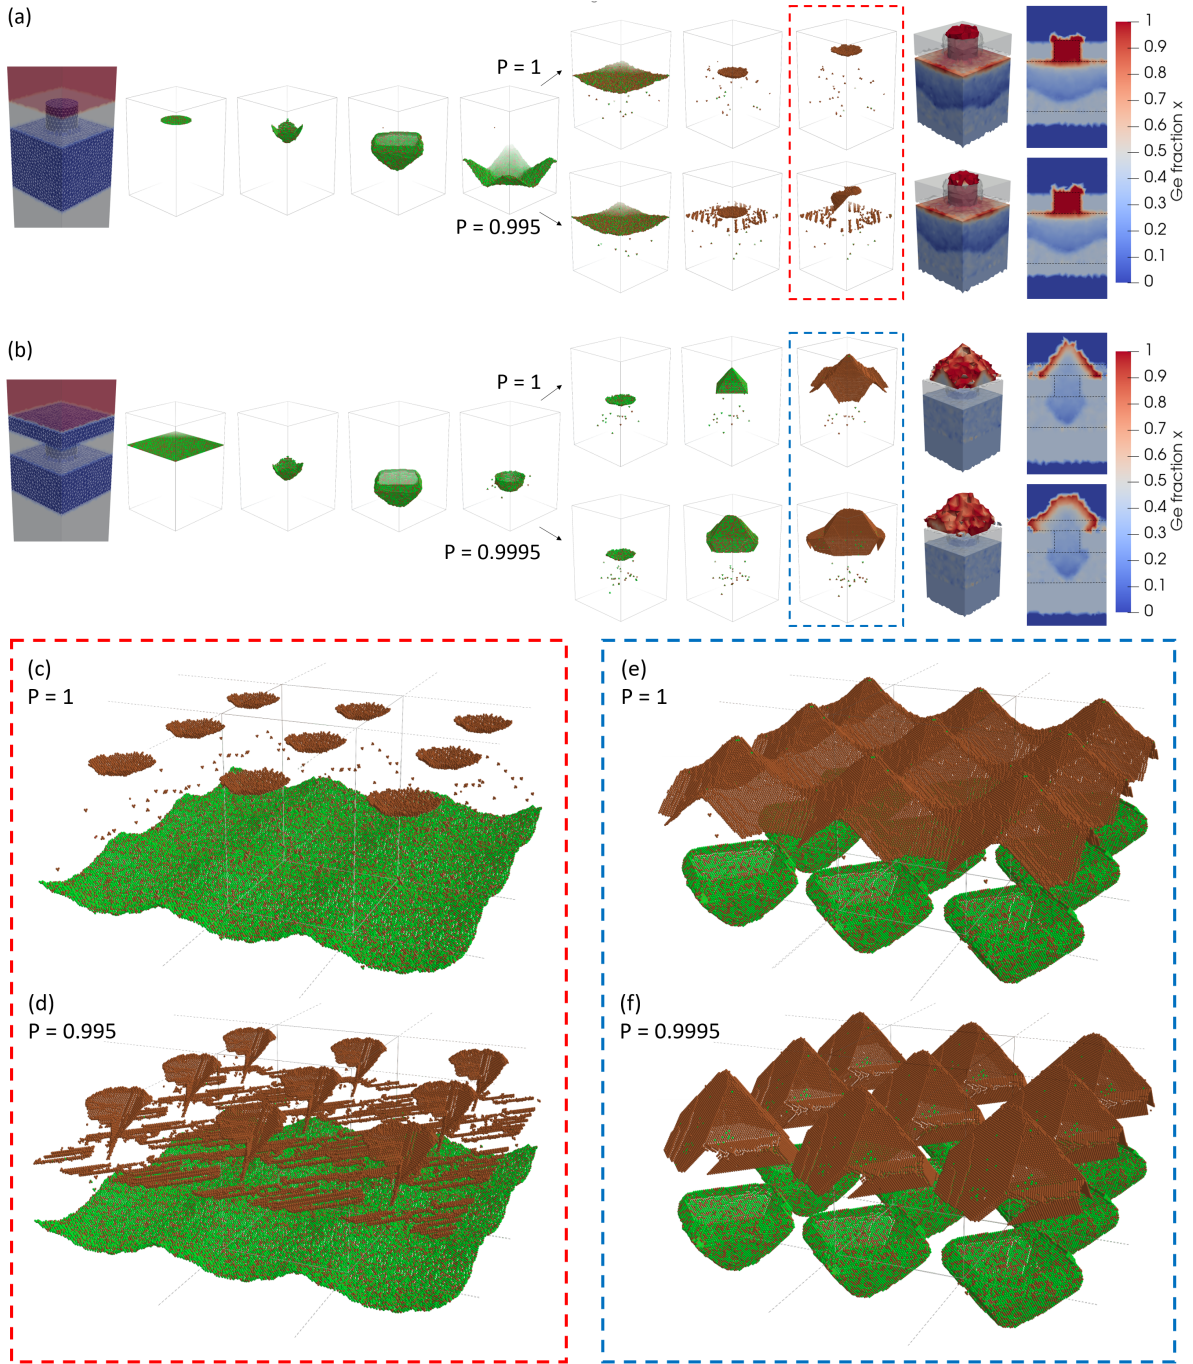 (a)
P = 1
P = 0.995
1
0.9
0.8
0.7
0.6
0.5
0.4
0.3
0.2
0.1
0
Ge fraction x
(b)
P = 1
P = 0.9995
1
0.9
0.8
0.7
0.6
0.5
0.4
0.3
0.2
0.1
0
Ge fraction x
(c)
P = 1
(d)
P = 0.995
(e)
P = 1
(f)
P = 0.9995